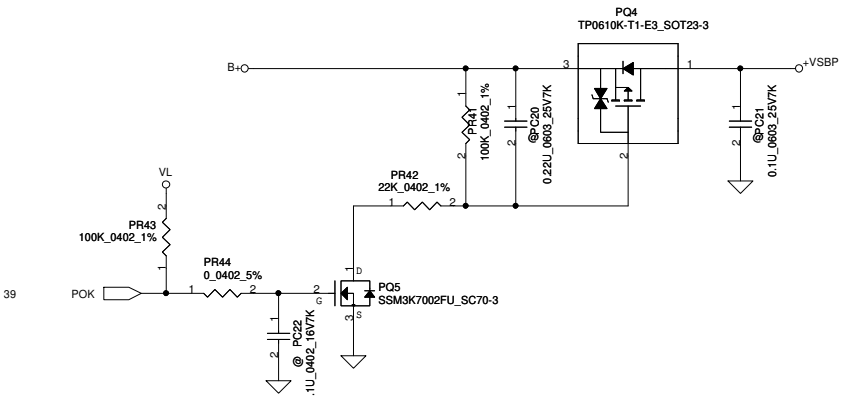 PQ4
TP0610K-T1-E3_SOT23-3
B+
3
1
+VSBP
1
2
PR41
100K_0402_1%
1
2
@PC20
0.22U_0603_25V7K
2
1
2
@PC21
0.1U_0603_25V7K
VL
2
1
PR43
100K_0402_1%
PR42
22K_0402_1%
1
2
PR44
0_0402_5%
39
POK
1
2
2
G
1
D
3
S
PQ5
SSM3K7002FU_SC70-3
1
2
@ PC22
.1U_0402_16V7K